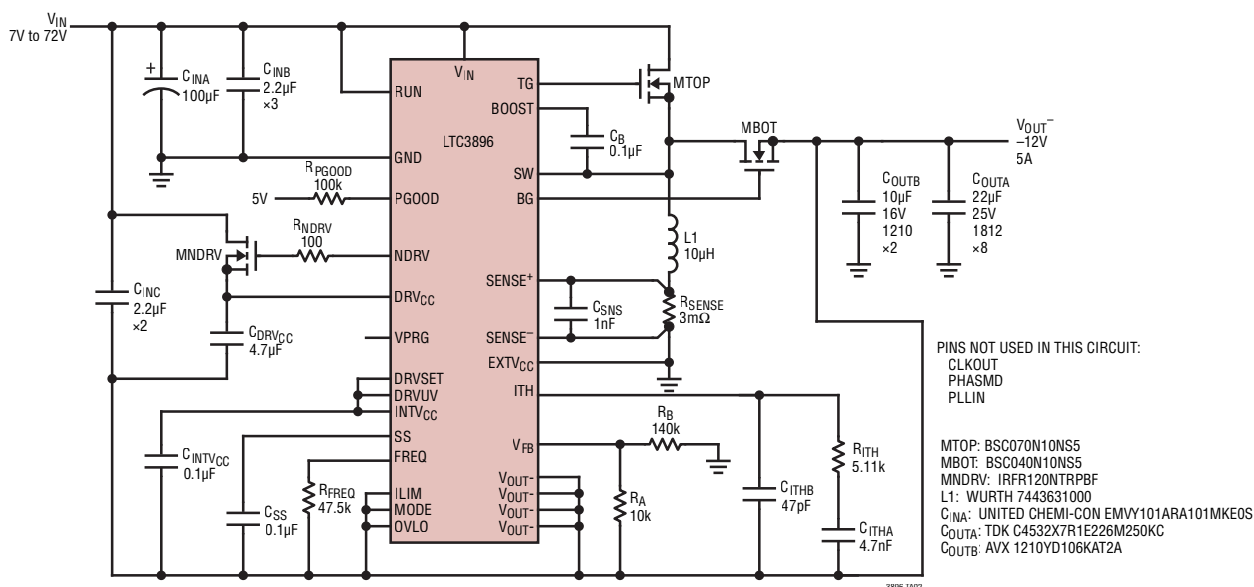 VIN
7V to 72V
CINA
100µF
+
CINB
2.2µF
×3
VIN
RUN
LTC3896
TG
BOOST
GND
SW
BG
CB
0.1µF
MTOP
MBOT
VOUT–
–12V
5A
RPGOOD
100k
5V
PGOOD
COUTB
10µF
16V
1210
×2
COUTA
22µF
25V
1812
×8
MNDRV
RNDRV
100
NDRV
L1
10µH
CINC
2.2µF
×2
DRVCC
CDRVCC
4.7µF
SENSE+
CSNS
1nF
RSENSE
3mΩ
SENSE–
VPRG
EXTVCC
DRVSET
DRVUV
INTVCC
ITH
PINS NOT USED IN THIS CIRCUIT:
CLKOUT
PHASMD
PLLIN
CINTVCC
0.1µF
SS
FREQ
VFB
RB
140k
RITH
5.11k
CSS
0.1µF
RFREQ
47.5k
ILIM
MODE
OVLO
VOUT-
VOUT-
VOUT-
VOUT-
RA
10k
CITHB
47pF
CITHA
4.7nF
MTOP: BSC070N10NS5
MBOT: BSC040N10NS5
MNDRV: IRFR120NTRPBF
L1: WURTH 7443631000
CINA: UNITED CHEMI-CON EMVY101ARA101MKE0S
COUTA: TDK C4532X7R1E226M250KC
COUTB: AVX 1210YD106KAT2A